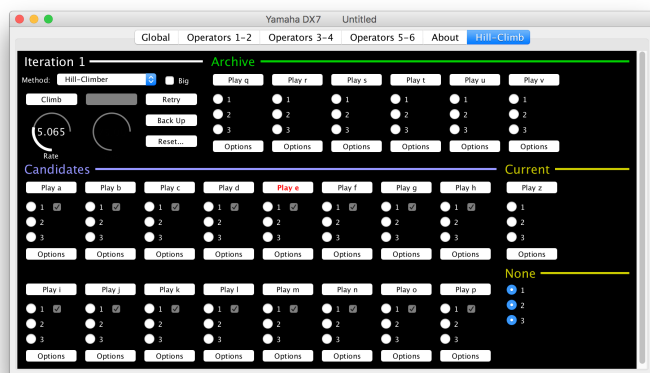 Yamaha DX7 Untitled
Global Operators 1-2 Operators 3-4 Operators 5-6 About Hill-Climb
Iteration 1 Archive
Method: Hill-Climber Big Play q Play r Play s Play t Play u Play v
Climb Retry 1 1 1 1 1 1
5.065 Back Up 2 2 2 2 2 2
Reset... 3 3 3 3 3 3
Rate Options Options Options Options Options Options
Candidates Current
Play a Play b Play c Play d Play e Play f Play g Play h Play z
1 1 1 1 1 1 1 1 1
2 2 2 2 2 2 2 2 2
3 3 3 3 3 3 3 3 3
Options Options Options Options Options Options Options Options Options
None
Play i Play j Play k Play l Play m Play n Play o Play p 1
1 1 1 1 1 1 1 1 2
2 2 2 2 2 2 2 2 3
3 3 3 3 3 3 3 3
Options Options Options Options Options Options Options Options